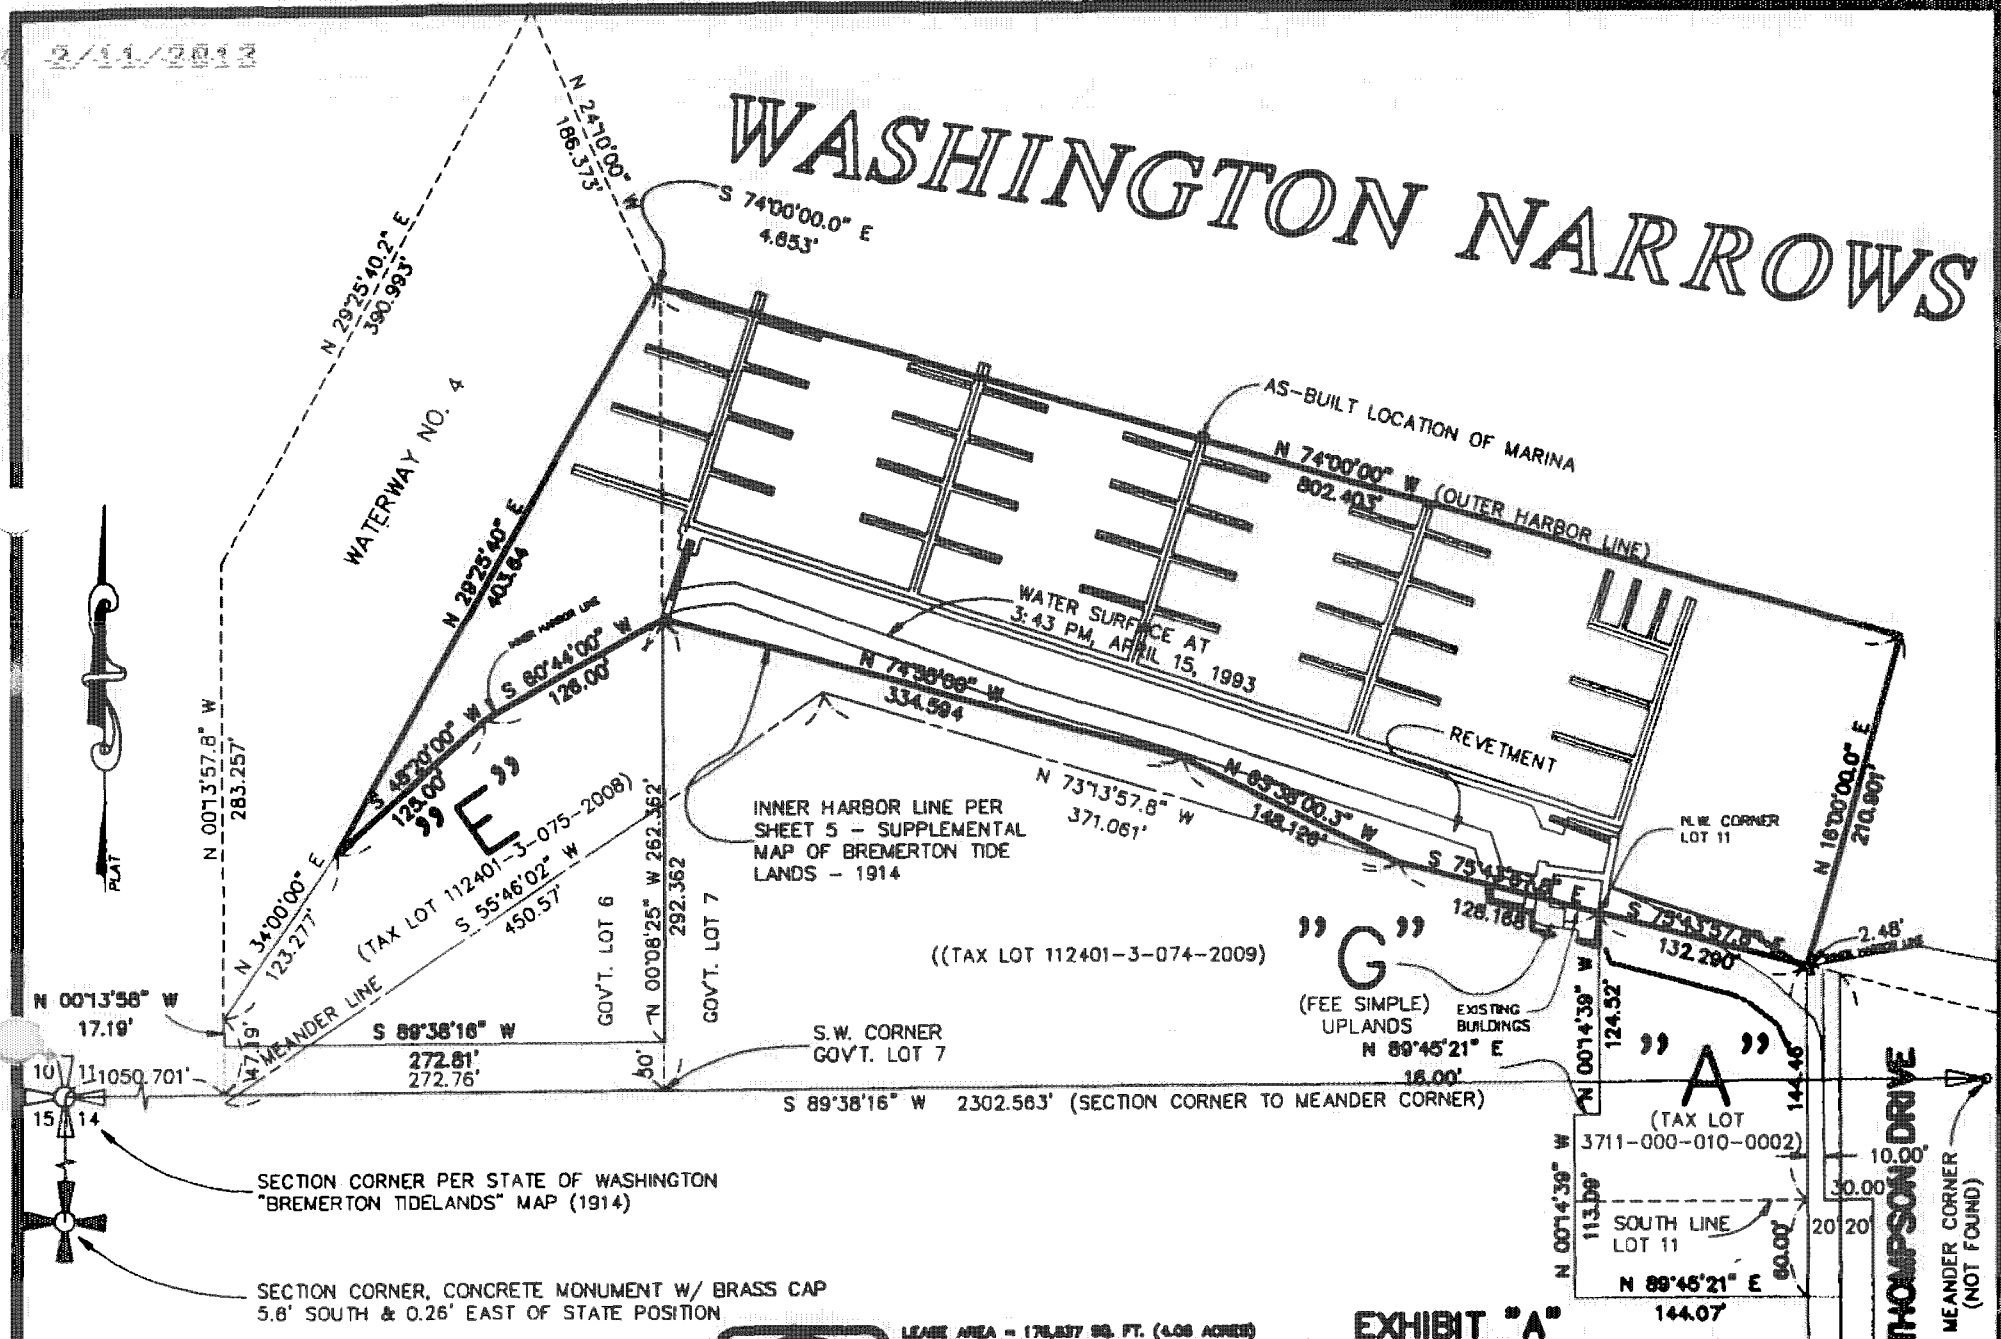 2/11/2013
WASHINGTON NARROWS
N 24°10'00" W
186.373'
S 74°00'00.0" E
4.653'
N 29°25'40.2" E
390.993'
WATERWAY NO. 4
AS-BUILT LOCATION OF MARINA
N 74°00'00" W (OUTER HARBOR LINE)
802.403'
N 29°25'40" E
403.64
INNER HARBOR LINE
S 60°44'00" W
126.00'
S 48°20'00" W
125.00'
WATER SURFACE AT
3:43 PM, APRIL 15, 1993
334.594
REVETMENT
N 00°13'57.8" W
283.257'
PLAT
"E"
(TAX LOT 112401-3-075-2008)
S 55°46'02" W
450.57'
MEANDER LINE
N 34°00'00" E
123.277'
INNER HARBOR LINE PER
SHEET 5 - SUPPLEMENTAL
MAP OF BREMERTON TIDE
LANDS - 1914
N 73°13'57.8" W
371.061'
148.126'
N.W. CORNER
LOT 11
N 16°00'00.0" E
210.901'
S 75°43'57.8" E
128.168
S 75°43'57.8" E
132.290'
2.48'
GOV'T. LOT 6
N 00°08'25" W 262.362
292.362
GOV'T. LOT 7
((TAX LOT 112401-3-074-2009)
"G"
(FEE SIMPLE)
UPLANDS
EXISTING
BUILDINGS
N 00°13'58" W
17.19'
S 89°38'16" W
272.81'
272.76'
47.19
50'
S.W. CORNER
GOV'T. LOT 7
N 89°45'21" E
16.00'
N 00°14'39" W
124.52'
"A"
(TAX LOT
3711-000-010-0002)
144.46'
10 11
15 14
1050.701'
S 89°38'16" W 2302.563' (SECTION CORNER TO MEANDER CORNER)
10.00'
30.00'
20' 20'
THOMPSON DRIVE
MEANDER CORNER
(NOT FOUND)
SECTION CORNER PER STATE OF WASHINGTON
"BREMERTON TIDELANDS" MAP (1914)
N 00°14'39" W
113.09'
SOUTH LINE
LOT 11
60.00'
N 89°45'21" E
144.07'
SECTION CORNER, CONCRETE MONUMENT W/ BRASS CAP
5.6' SOUTH & 0.26' EAST OF STATE POSITION
EXHIBIT "A"